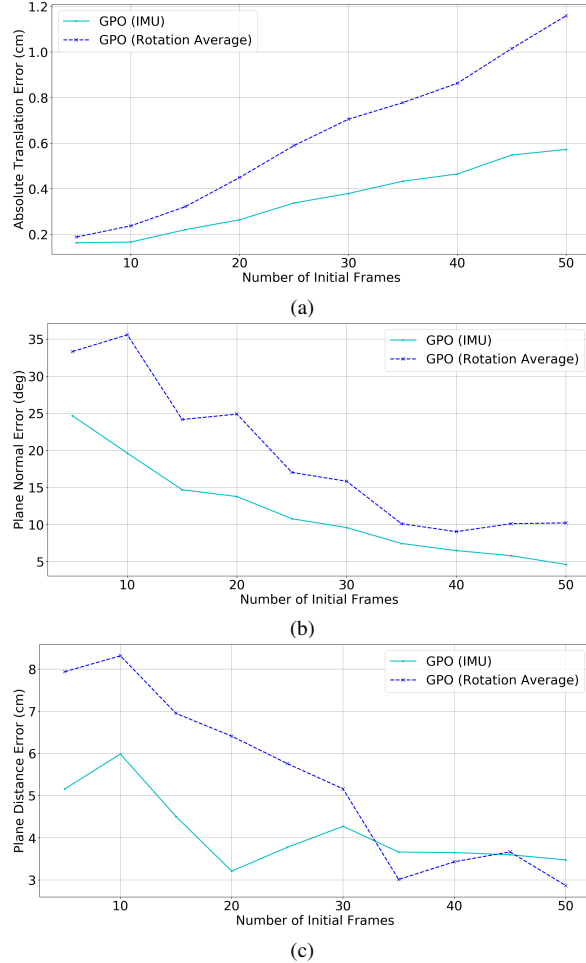 GPO (IMU)
GPO (Rotation Average)
Absolute Translation Error (cm)
1.2
1.0
0.8
0.6
0.4
0.2
10 20 30 40 50
Number of Initial Frames
(a)
GPO (IMU)
GPO (Rotation Average)
Plane Normal Error (deg)
35
30
25
20
15
10
5
10 20 30 40 50
Number of Initial Frames
(b)
GPO (IMU)
GPO (Rotation Average)
Plane Distance Error (cm)
8
7
6
5
4
3
10 20 30 40 50
Number of Initial Frames
(c)